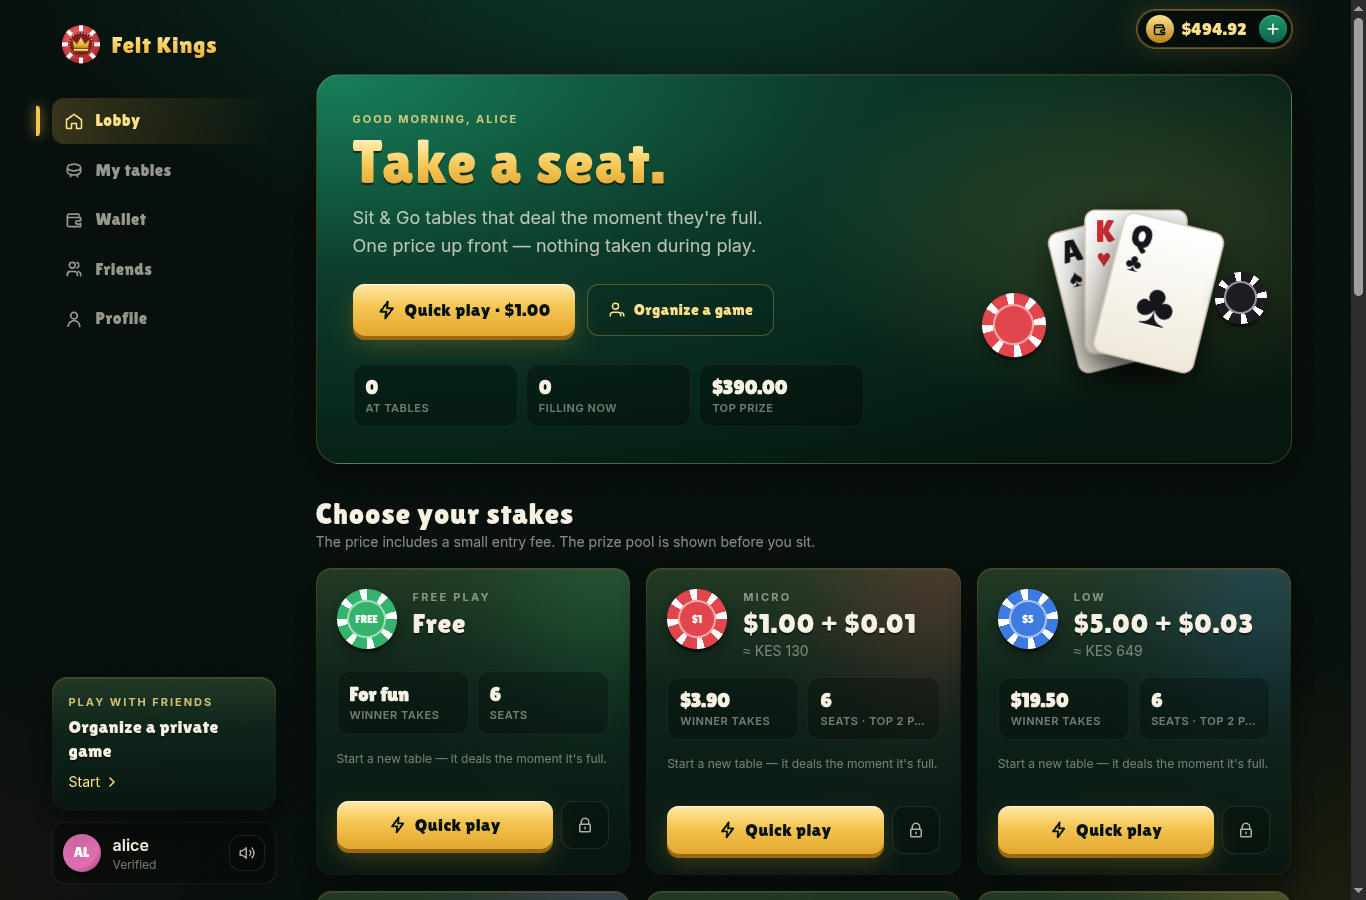 Felt Kings
$494.92
Lobby
My tables
Wallet
Friends
Profile
GOOD MORNING, ALICE
Take a seat.
Sit & Go tables that deal the moment they're full.
One price up front — nothing taken during play.
Quick play · $1.00
Organize a game
0
AT TABLES
0
FILLING NOW
$390.00
TOP PRIZE
A
K
Q
Choose your stakes
The price includes a small entry fee. The prize pool is shown before you sit.
FREE
FREE PLAY
Free
For fun
WINNER TAKES
6
SEATS
Start a new table — it deals the moment it's full.
Quick play
$1
MICRO
$1.00 + $0.01
≈ KES 130
$3.90
WINNER TAKES
6
SEATS · TOP 2 P...
Start a new table — it deals the moment it's full.
Quick play
$5
LOW
$5.00 + $0.03
≈ KES 649
$19.50
WINNER TAKES
6
SEATS · TOP 2 P...
Start a new table — it deals the moment it's full.
Quick play
PLAY WITH FRIENDS
Organize a private
game
Start
AL
alice
Verified